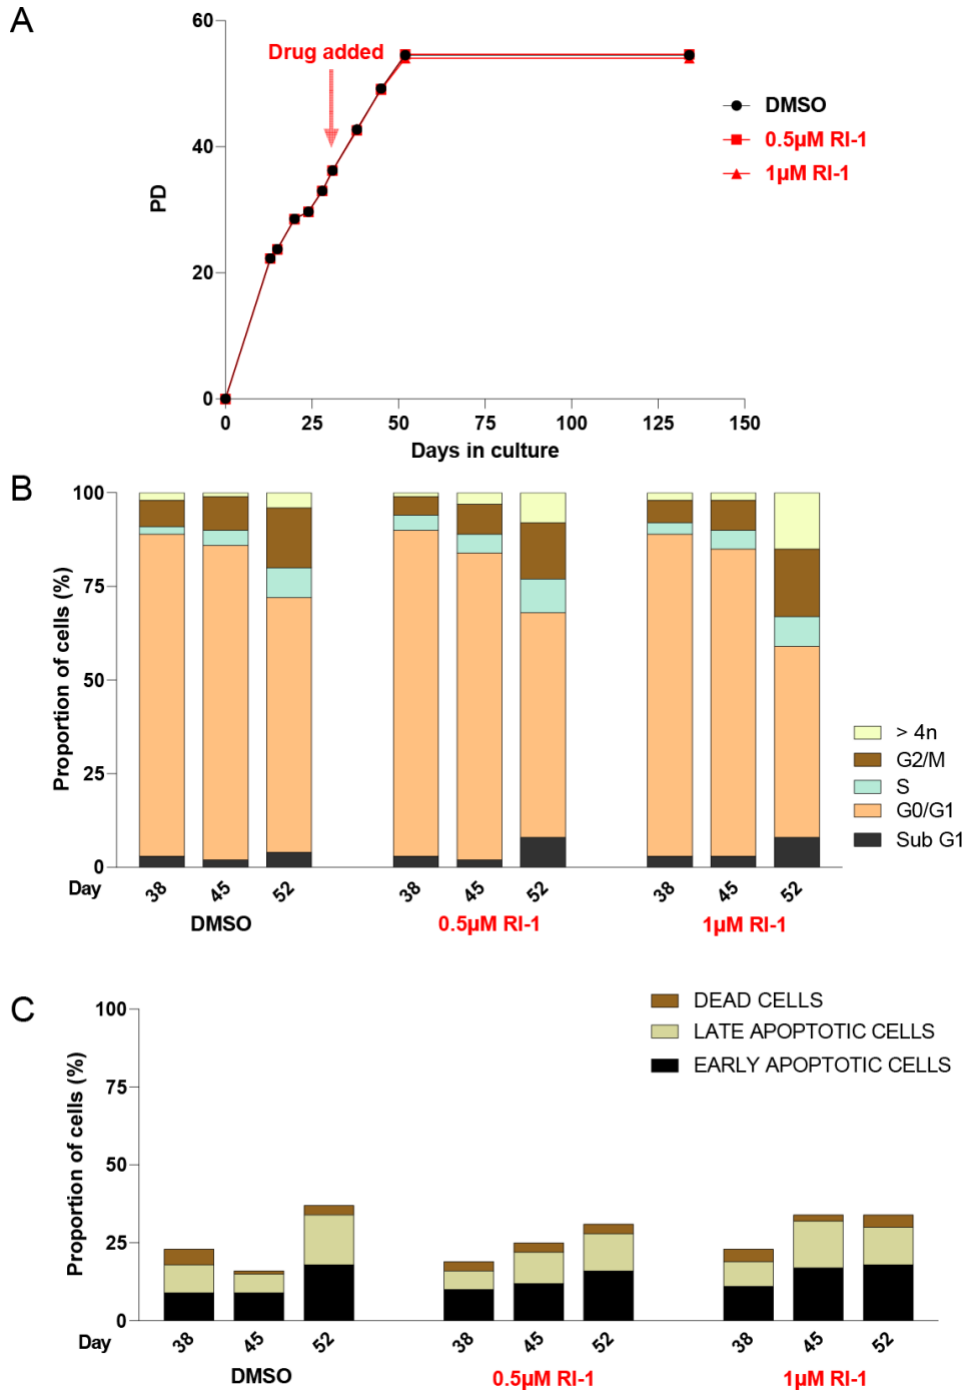 A
60
40
20
0
PD
Drug added
DMSO
0.5µM RI-1
1µM RI-1
0 25 50 75 100 125 150
Days in culture
B
100
75
50
25
0
Proportion of cells (%)
> 4n
G2/M
S
G0/G1
Sub G1
Day 38 45 52 38 45 52 38 45 52
DMSO 0.5µM RI-1 1µM RI-1
C
100
75
50
25
0
Proportion of cells (%)
DEAD CELLS
LATE APOPTOTIC CELLS
EARLY APOPTOTIC CELLS
Day 38 45 52 38 45 52 38 45 52
DMSO 0.5µM RI-1 1µM RI-1